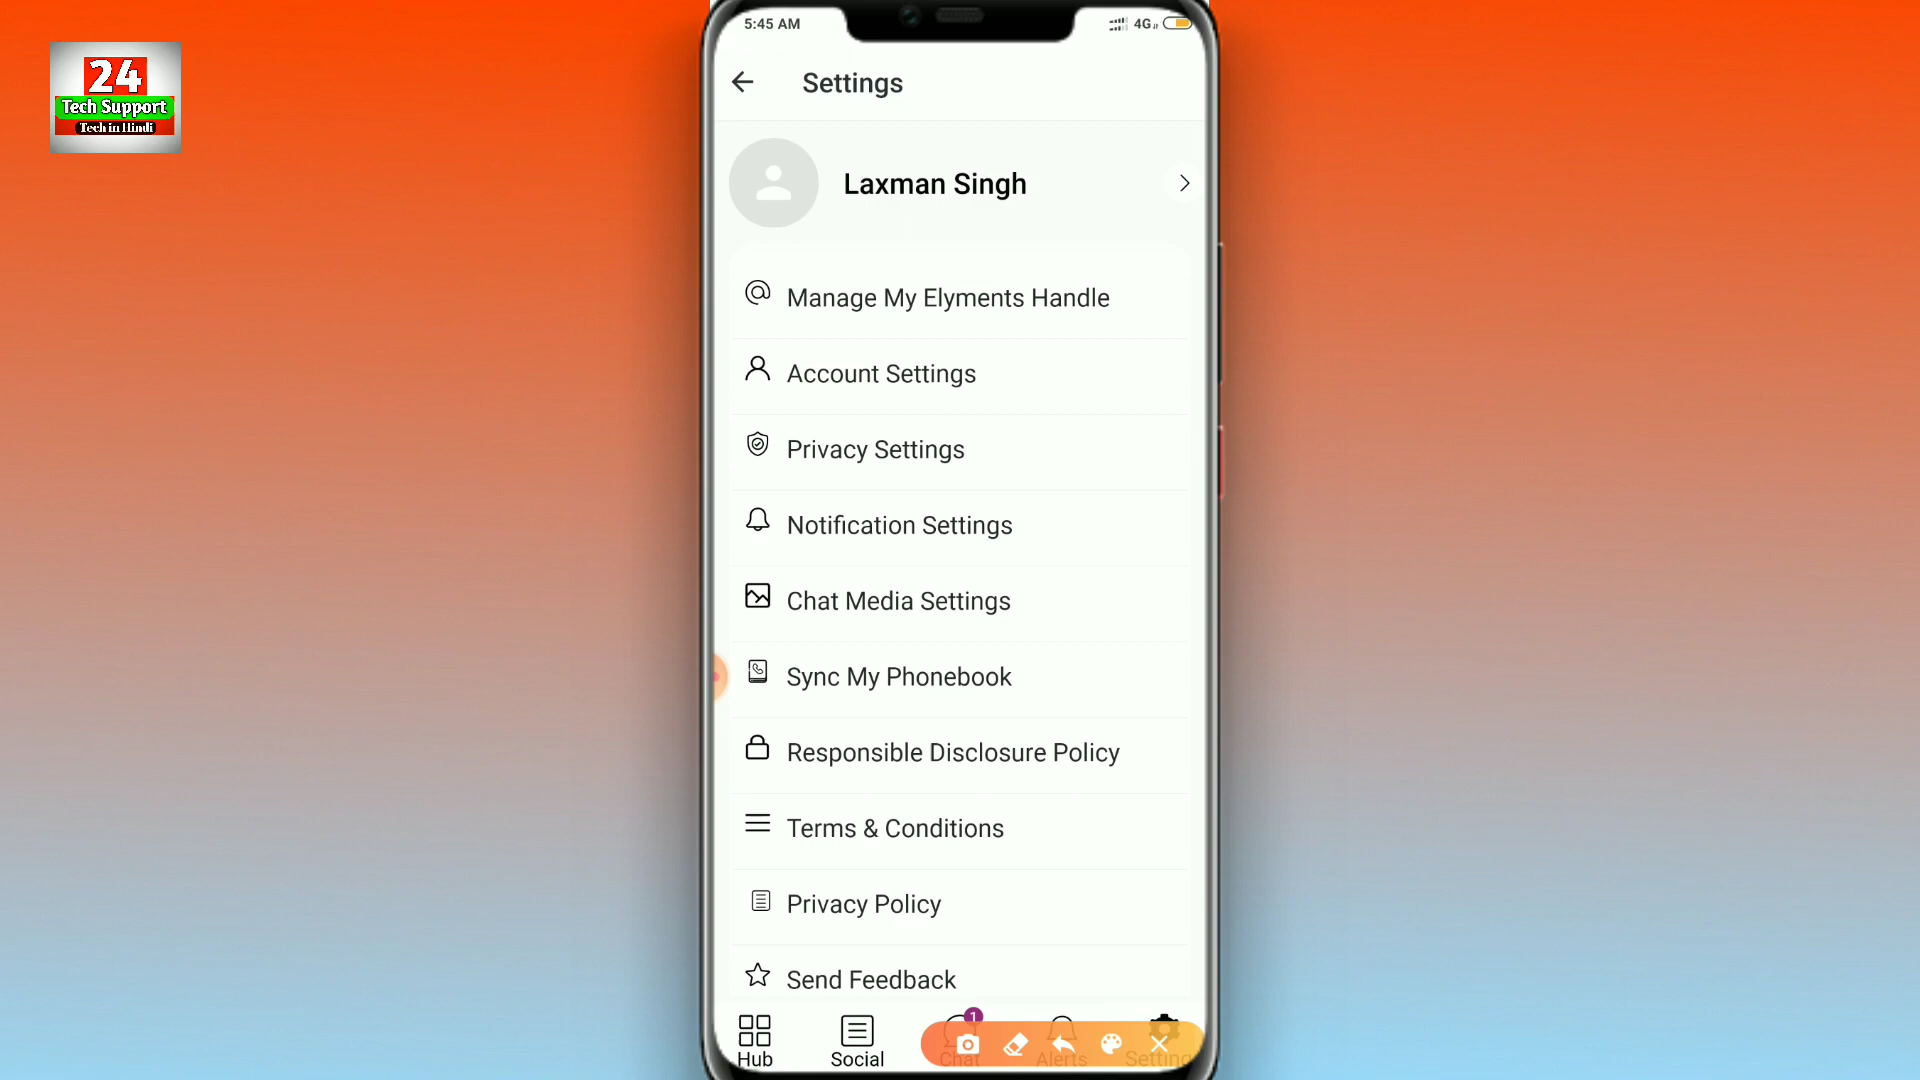 24
Tech Support
Tech in Hindi
5:45 AM
4G
Settings
Laxman Singh
Manage My Elyments Handle
Account Settings
Privacy Settings
Notification Settings
Chat Media Settings
Sync My Phonebook
Responsible Disclosure Policy
Terms & Conditions
Privacy Policy
Send Feedback
1
Hub
Social
Chat
Alerts
Setting